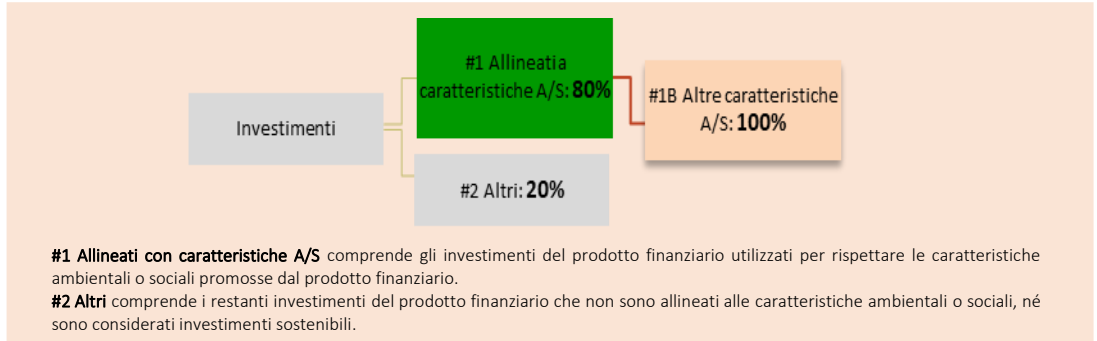 #1 Allineatia
caratteristiche A/S: 80%
#1B Altre caratteristiche
A/S: 100%
Investimenti
#2 Altri: 20%
#1 Allineati con caratteristiche A/S comprende gli investimenti del prodotto finanziario utilizzati per rispettare le caratteristiche
ambientali o sociali promosse dal prodotto finanziario.
#2 Altri comprende i restanti investimenti del prodotto finanziario che non sono allineati alle caratteristiche ambientali o sociali, né
sono considerati investimenti sostenibili.